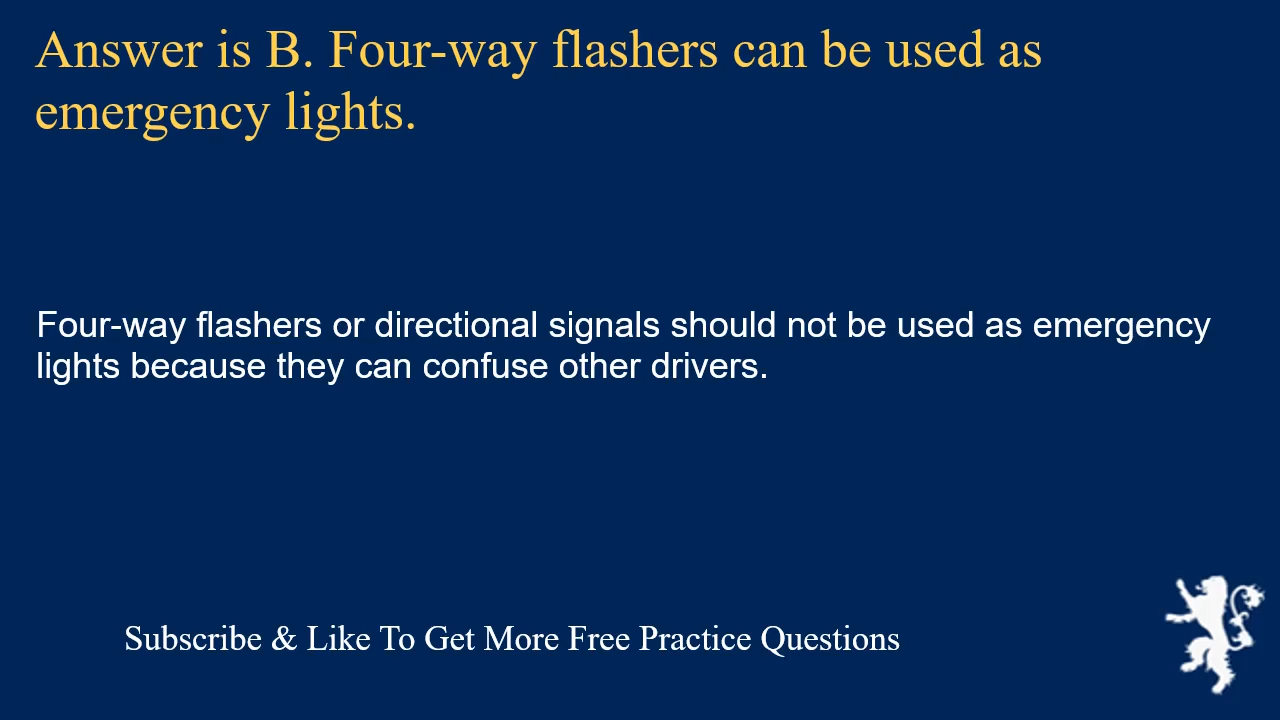 Answer is B. Four-way flashers can be used as
emergency lights.
Four-way flashers or directional signals should not be used as emergency
lights because they can confuse other drivers.
Subscribe & Like To Get More Free Practice Questions